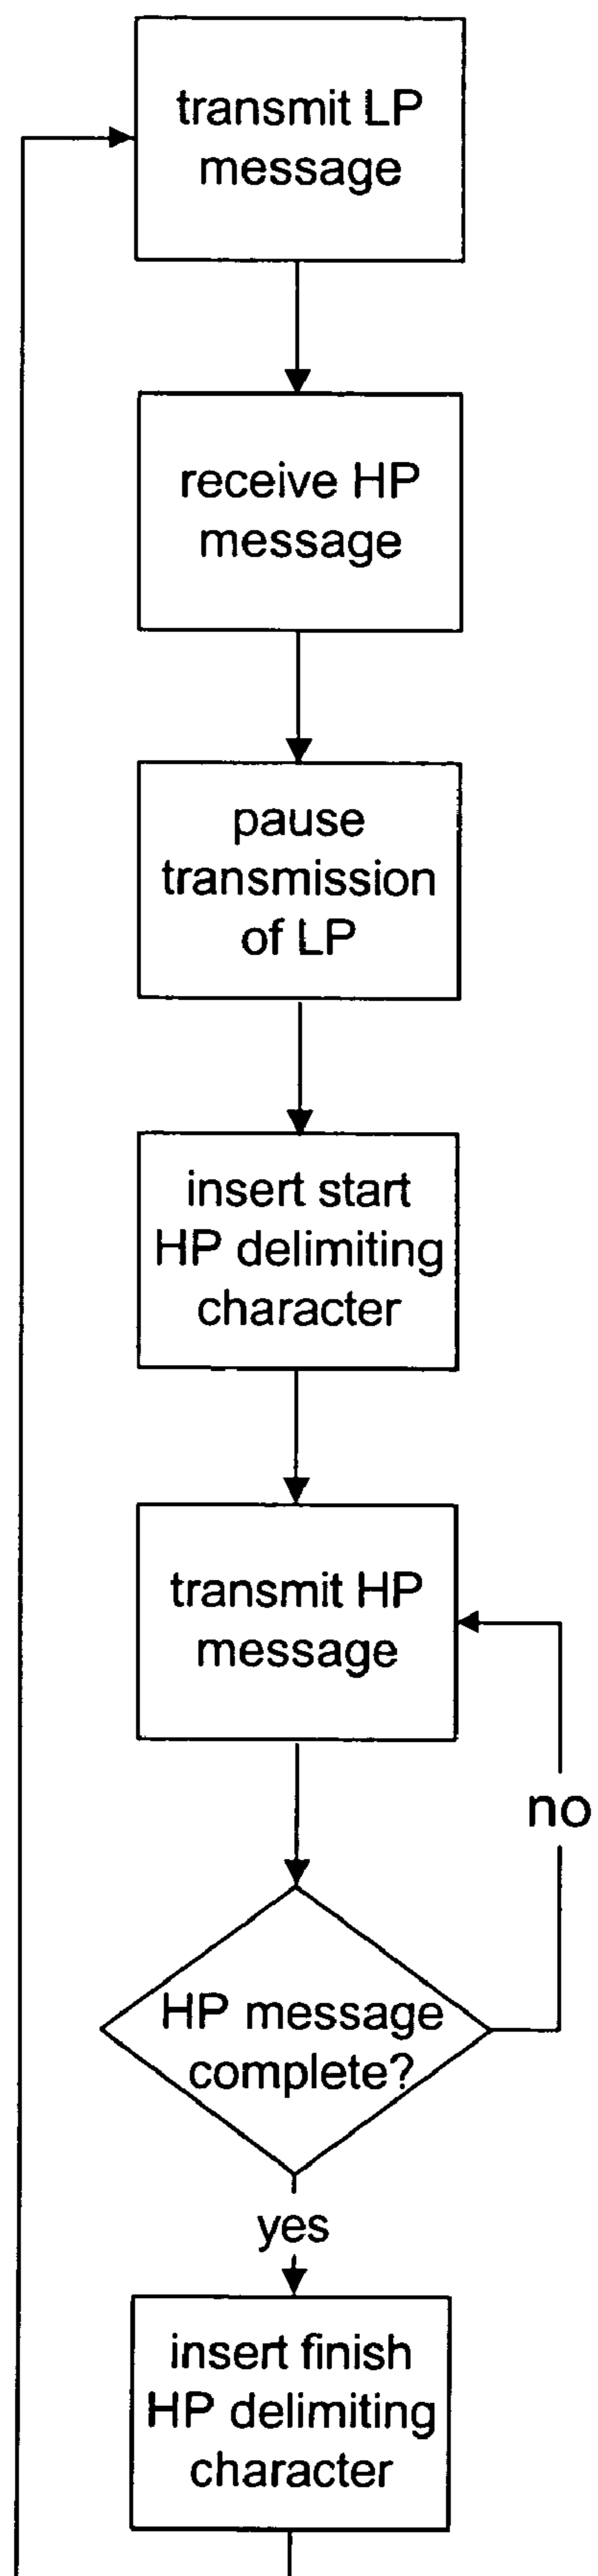 transmit LP
message
receive HP
message
pause
transmission
of LP
insert start
HP delimiting
character
transmit HP
message
no
HP message
complete?
yes
insert finish
HP delimiting
character